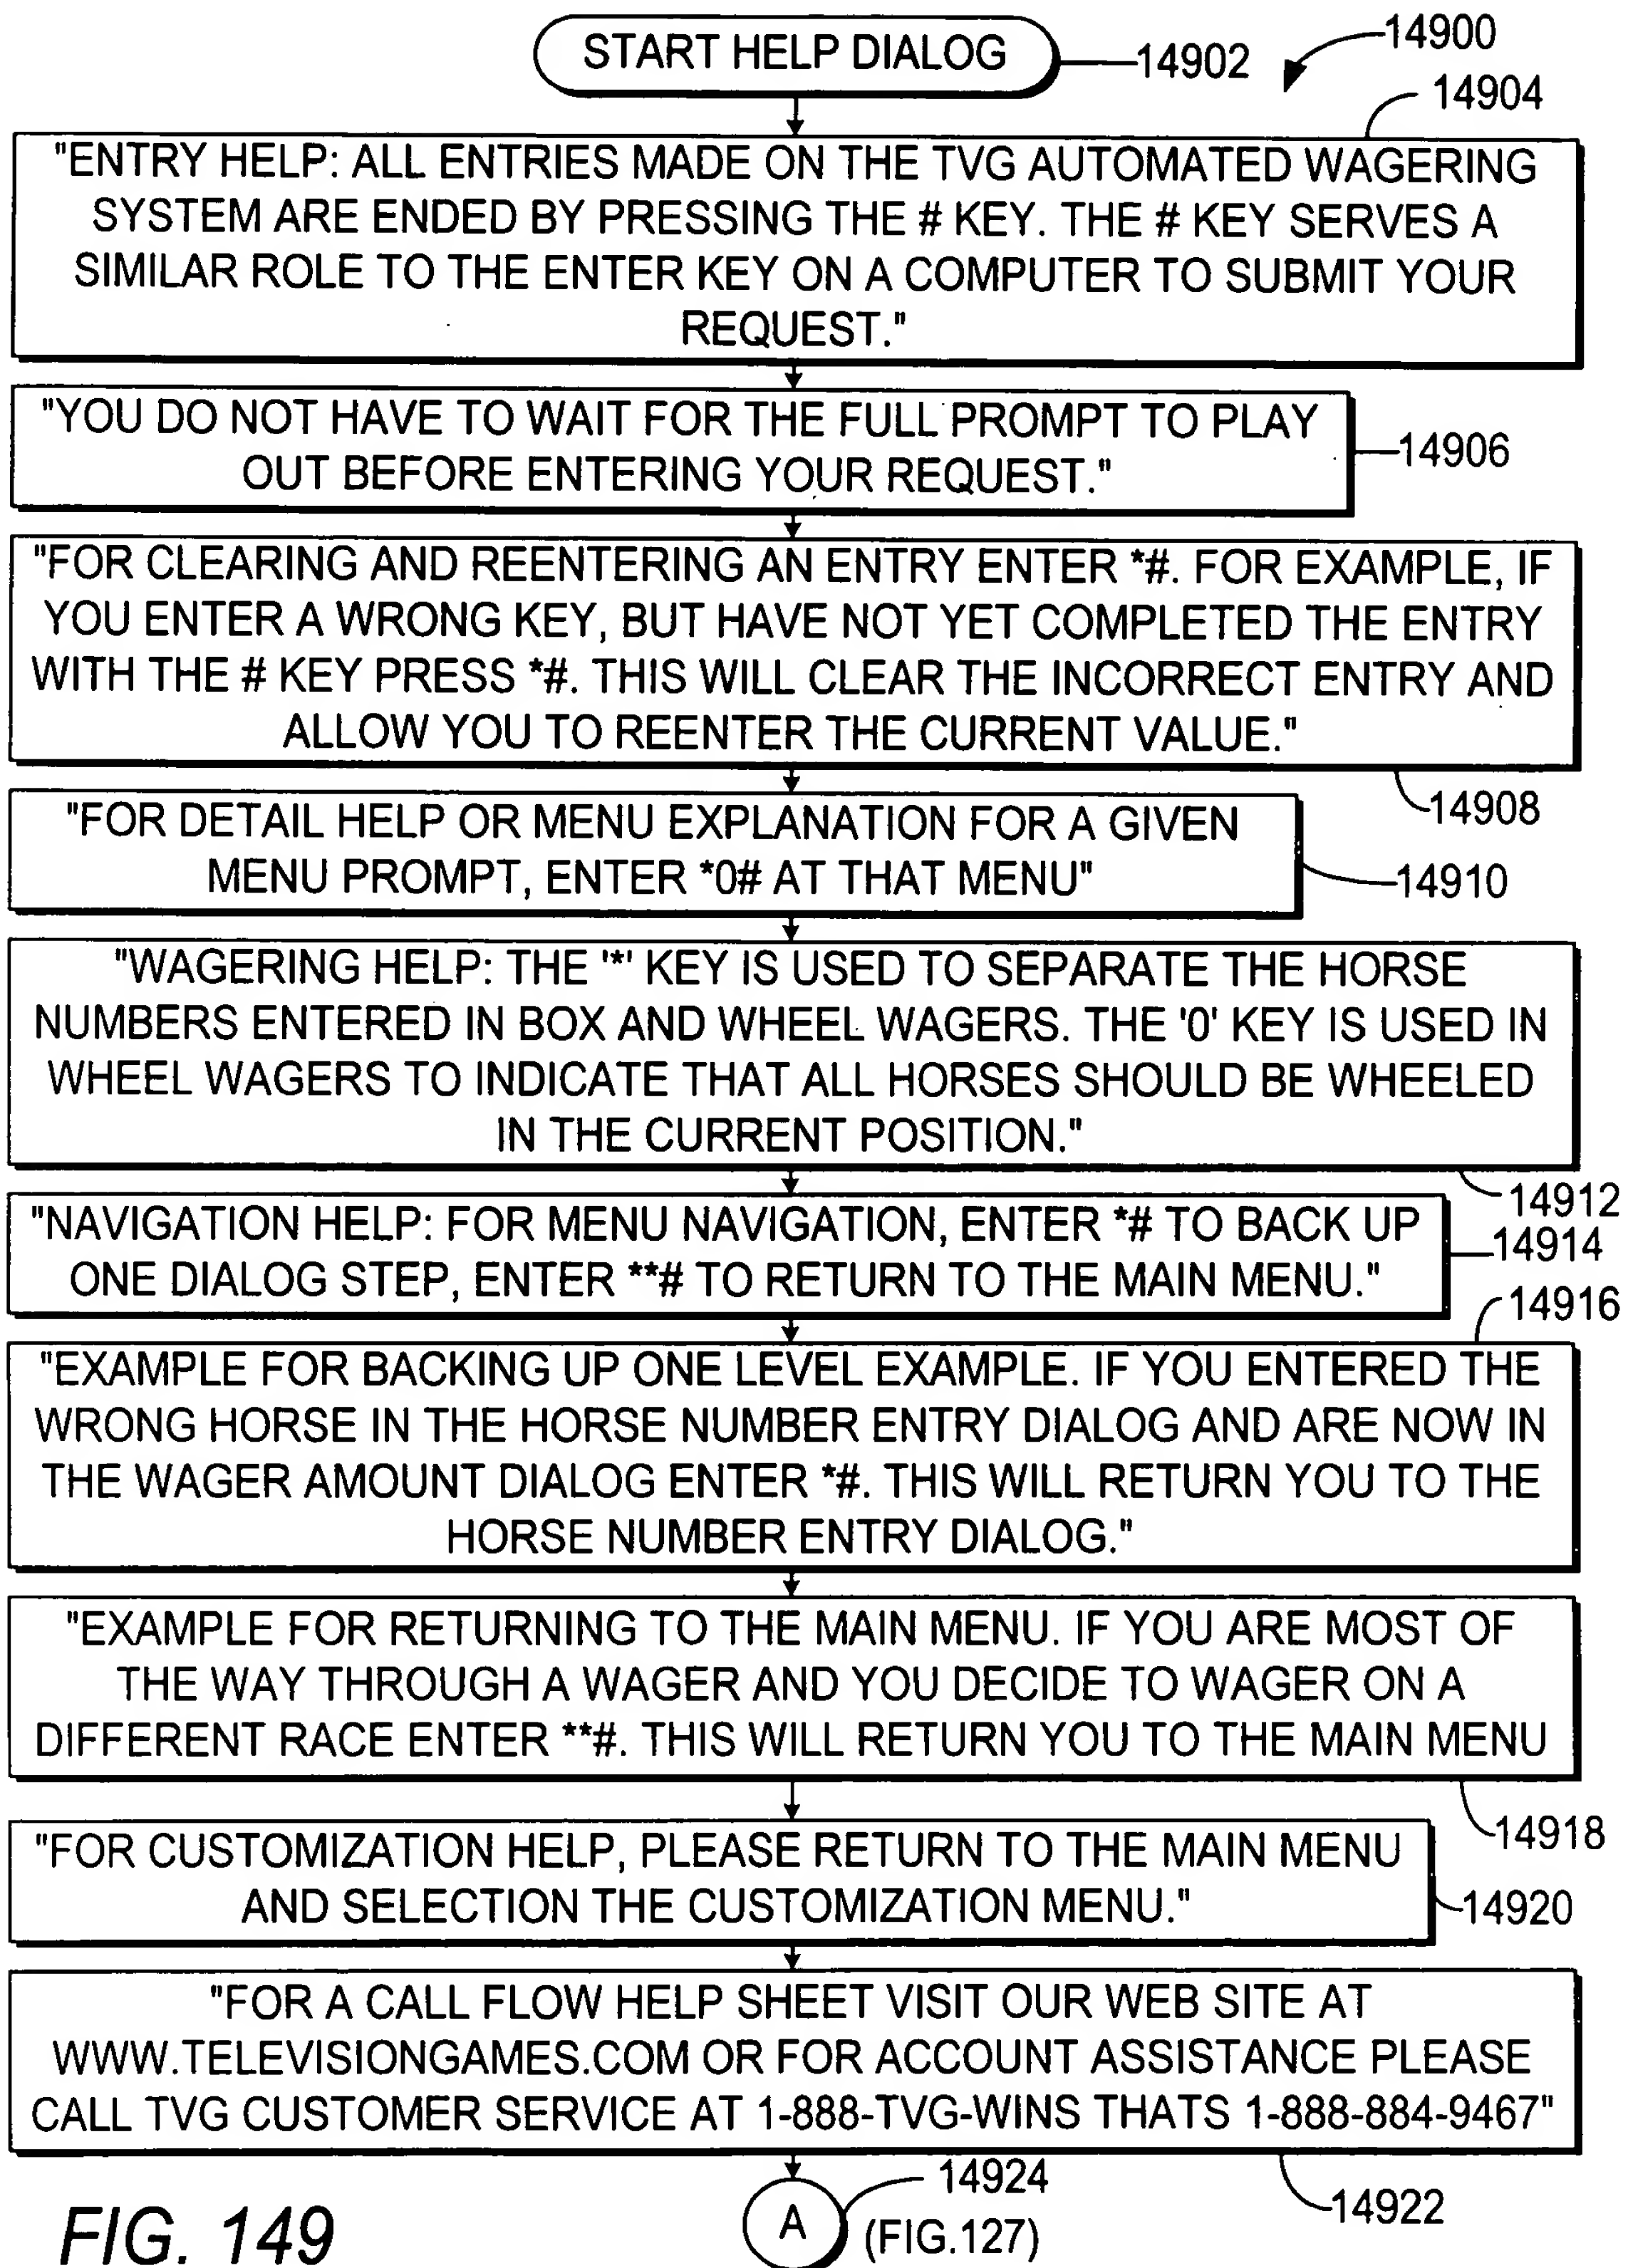 START HELP DIALOG
14902
14900
14904
"ENTRY HELP: ALL ENTRIES MADE ON THE TVG AUTOMATED WAGERING
SYSTEM ARE ENDED BY PRESSING THE # KEY. THE # KEY SERVES A
SIMILAR ROLE TO THE ENTER KEY ON A COMPUTER TO SUBMIT YOUR
REQUEST."
"YOU DO NOT HAVE TO WAIT FOR THE FULL PROMPT TO PLAY
OUT BEFORE ENTERING YOUR REQUEST."
14906
"FOR CLEARING AND REENTERING AN ENTRY ENTER *#. FOR EXAMPLE, IF
YOU ENTER A WRONG KEY, BUT HAVE NOT YET COMPLETED THE ENTRY
WITH THE # KEY PRESS *#. THIS WILL CLEAR THE INCORRECT ENTRY AND
ALLOW YOU TO REENTER THE CURRENT VALUE."
14908
"FOR DETAIL HELP OR MENU EXPLANATION FOR A GIVEN
MENU PROMPT, ENTER *0# AT THAT MENU"
14910
"WAGERING HELP: THE '*' KEY IS USED TO SEPARATE THE HORSE
NUMBERS ENTERED IN BOX AND WHEEL WAGERS. THE '0' KEY IS USED IN
WHEEL WAGERS TO INDICATE THAT ALL HORSES SHOULD BE WHEELED
IN THE CURRENT POSITION."
14912
"NAVIGATION HELP: FOR MENU NAVIGATION, ENTER *# TO BACK UP
ONE DIALOG STEP, ENTER **# TO RETURN TO THE MAIN MENU."
14914
14916
"EXAMPLE FOR BACKING UP ONE LEVEL EXAMPLE. IF YOU ENTERED THE
WRONG HORSE IN THE HORSE NUMBER ENTRY DIALOG AND ARE NOW IN
THE WAGER AMOUNT DIALOG ENTER *#. THIS WILL RETURN YOU TO THE
HORSE NUMBER ENTRY DIALOG."
"EXAMPLE FOR RETURNING TO THE MAIN MENU. IF YOU ARE MOST OF
THE WAY THROUGH A WAGER AND YOU DECIDE TO WAGER ON A
DIFFERENT RACE ENTER **#. THIS WILL RETURN YOU TO THE MAIN MENU
14918
"FOR CUSTOMIZATION HELP, PLEASE RETURN TO THE MAIN MENU
AND SELECTION THE CUSTOMIZATION MENU."
14920
"FOR A CALL FLOW HELP SHEET VISIT OUR WEB SITE AT
WWW.TELEVISIONGAMES.COM OR FOR ACCOUNT ASSISTANCE PLEASE
CALL TVG CUSTOMER SERVICE AT 1-888-TVG-WINS THATS 1-888-884-9467"
14922
A
14924
(FIG.127)
FIG. 149